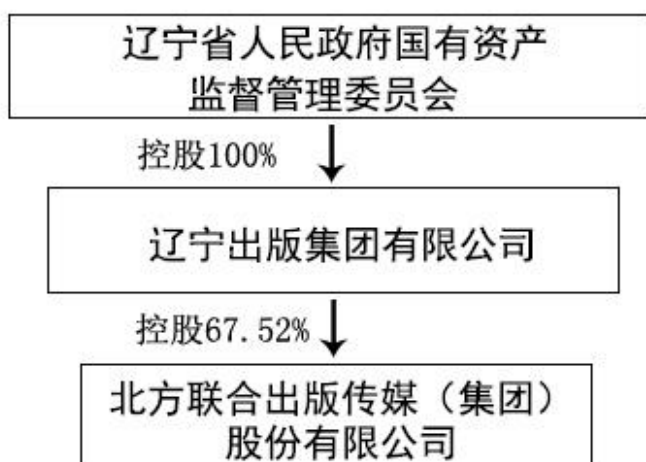 辽宁省人民政府国有资产
监督管理委员会
控股100%
辽宁出版集团有限公司
控股67.52%
北方联合出版传媒（集团）
股份有限公司